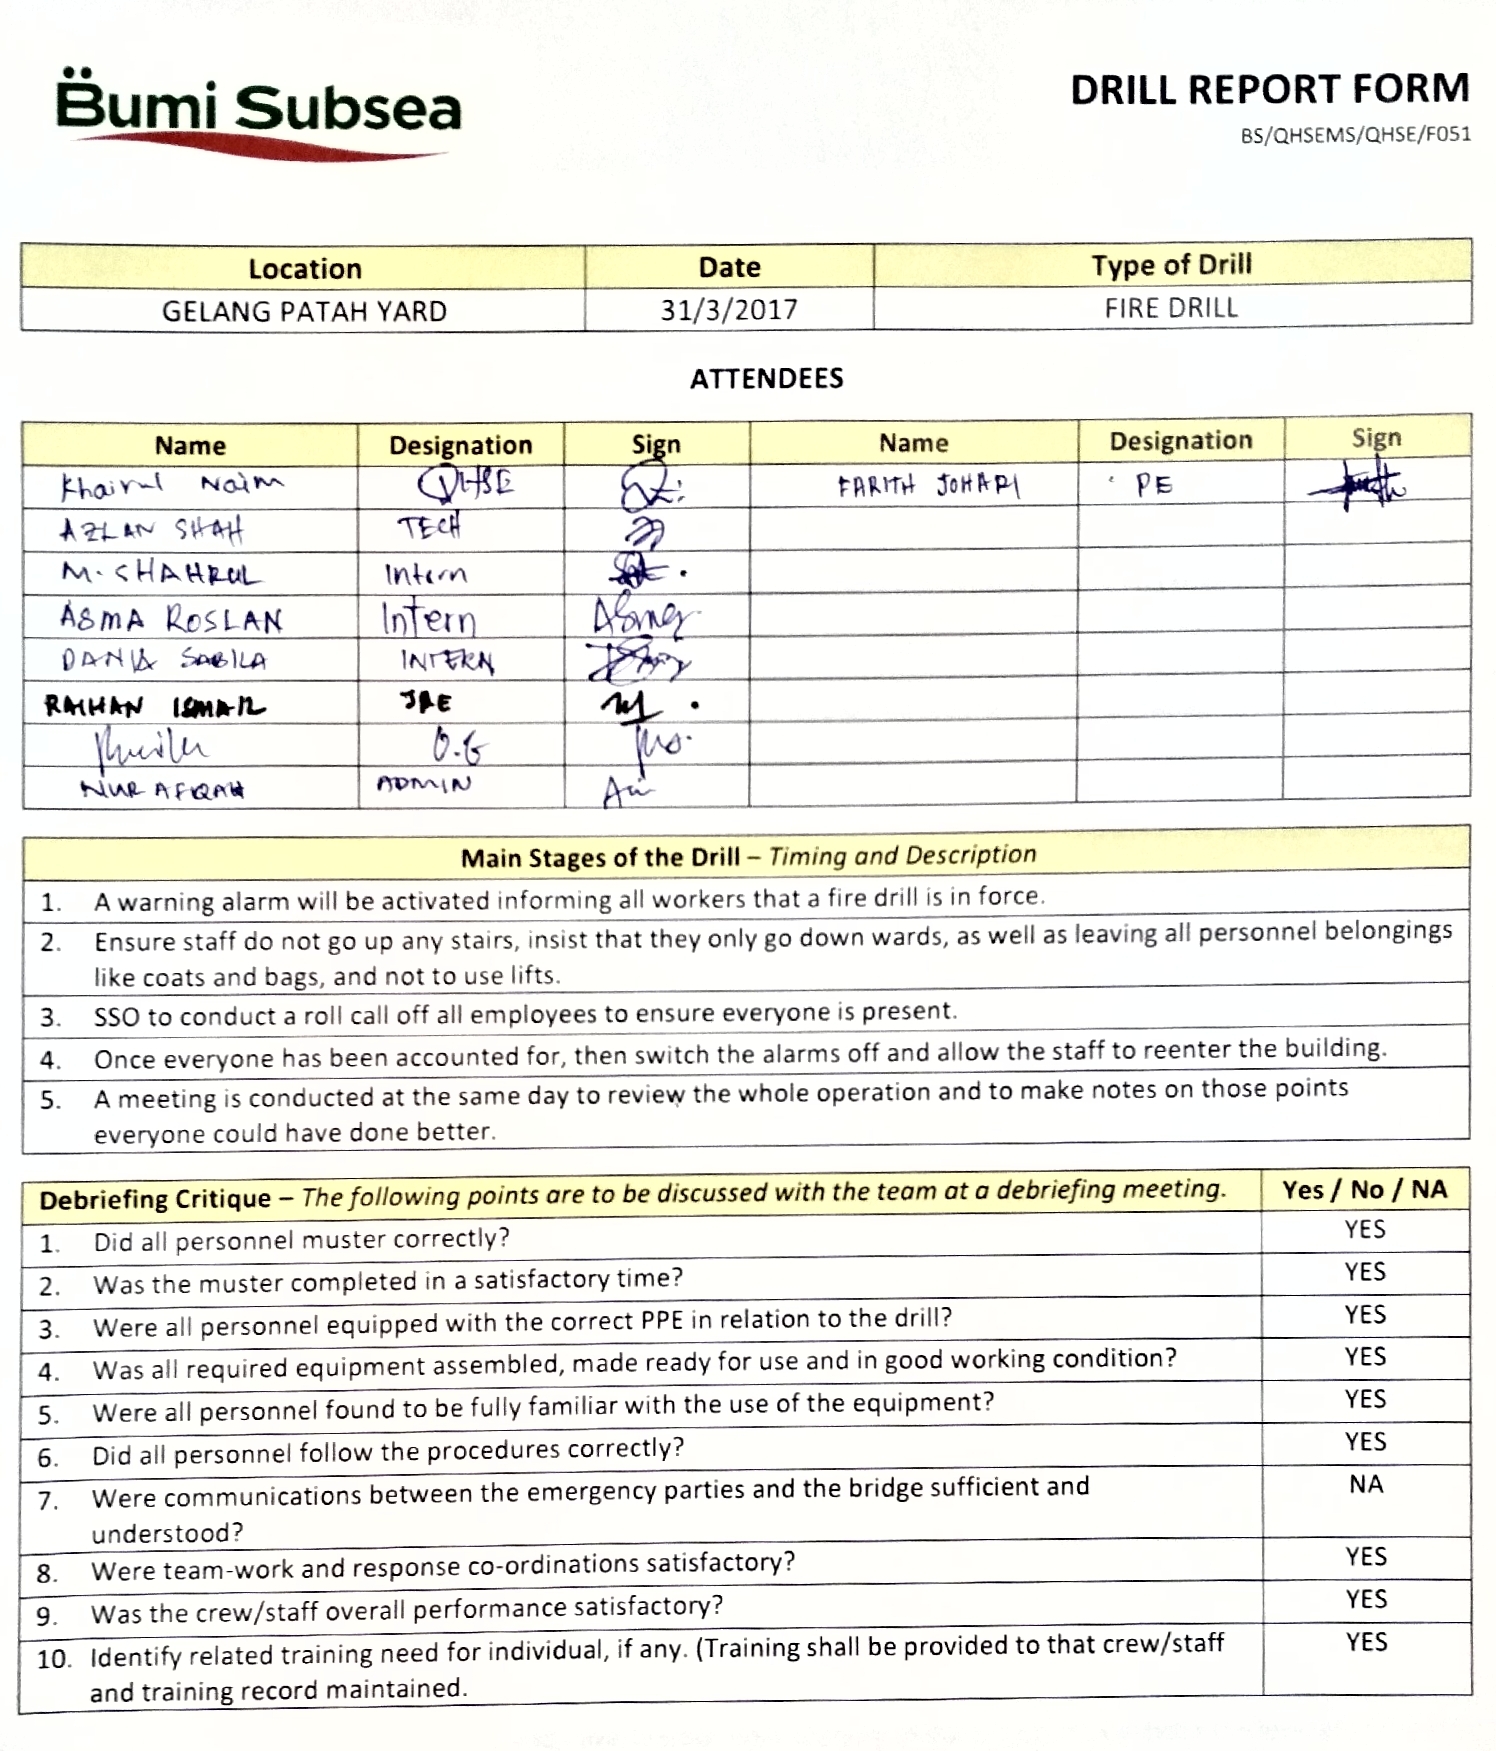 Bumi Subsea
DRILL REPORT FORM
BS/QHSEMS/QHSE/F051
Location Date Type of Drill
GELANG PATAH YARD 31/3/2017 FIRE DRILL
ATTENDEES
Name Designation Sign Name Designation Sign
Khairul Naim QHSE FARITH JOHARI PE
AZLAN SHAH TECH
M. SHAHRUL Intern
ASMA ROSLAN Intern Asma
DANIA SABILA INTERN
RAIHAN ISMAIL
O.G
NUR AFIQAH ADMIN
Main Stages of the Drill – Timing and Description
1. A warning alarm will be activated informing all workers that a fire drill is in force.
2. Ensure staff do not go up any stairs, insist that they only go down wards, as well as leaving all personnel belongings
like coats and bags, and not to use lifts.
3. SSO to conduct a roll call off all employees to ensure everyone is present.
4. Once everyone has been accounted for, then switch the alarms off and allow the staff to reenter the building.
5. A meeting is conducted at the same day to review the whole operation and to make notes on those points
everyone could have done better.
Debriefing Critique – The following points are to be discussed with the team at a debriefing meeting. Yes / No / NA
1. Did all personnel muster correctly? YES
2. Was the muster completed in a satisfactory time? YES
3. Were all personnel equipped with the correct PPE in relation to the drill? YES
4. Was all required equipment assembled, made ready for use and in good working condition? YES
5. Were all personnel found to be fully familiar with the use of the equipment? YES
6. Did all personnel follow the procedures correctly? YES
7. Were communications between the emergency parties and the bridge sufficient and NA
understood?
8. Were team-work and response co-ordinations satisfactory? YES
9. Was the crew/staff overall performance satisfactory? YES
10. Identify related training need for individual, if any. (Training shall be provided to that crew/staff YES
and training record maintained.